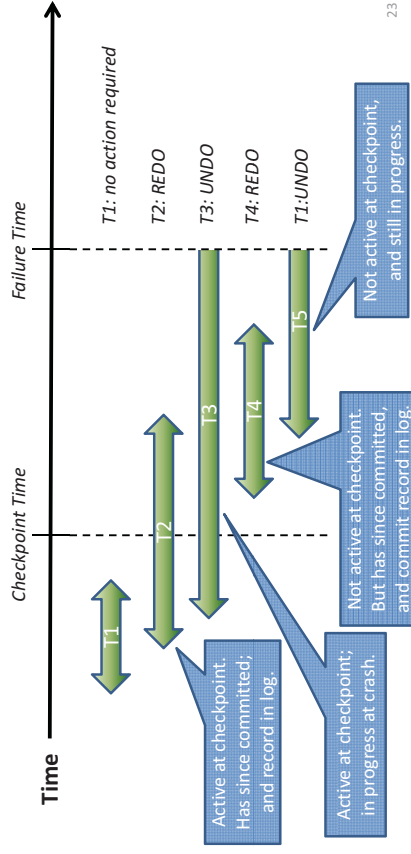 Checkpoint Time
Failure Time
Time
T1
T1: no action required
T2
T2: REDO
T3
T3: UNDO
T4
T4: REDO
T5
T1:UNDO
Active at checkpoint.
Has since committed;
and record in log.
Active at checkpoint;
in progress at crash.
Not active at checkpoint.
But has since committed,
and commit record in log.
Not active at checkpoint,
and still in progress.
23